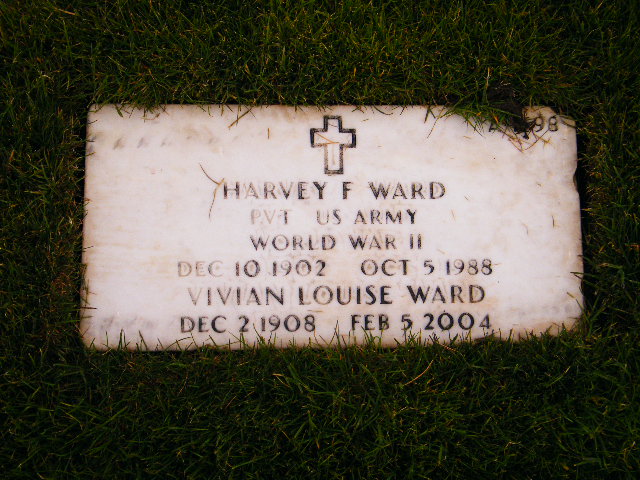 HARVEY F WARD
PVT US ARMY
WORLD WAR II
DEC 10 1902 OCT 5 1988
VIVIAN LOUISE WARD
DEC 2 1908 FEB 5 2004